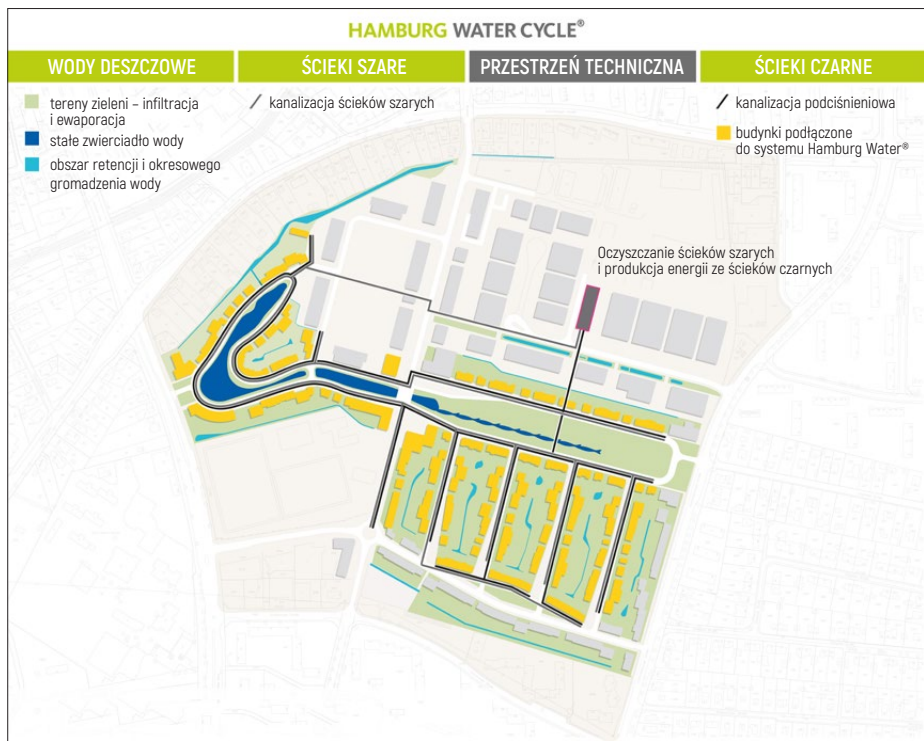 HAMBURG WATER CYCLE®
WODY DESZCZOWE
ŚCIEKI SZARE
PRZESTRZEŃ TECHNICZNA
ŚCIEKI CZARNE
tereny zieleni – infiltracja
i ewaporacja
stałe zwierciadło wody
obszar retencji i okresowego
gromadzenia wody
kanalizacja ścieków szarych
kanalizacja podciśnieniowa
budynki podłączone
do systemu Hamburg Water®
Oczyszczanie ścieków szarych
i produkcja energii ze ścieków czarnych